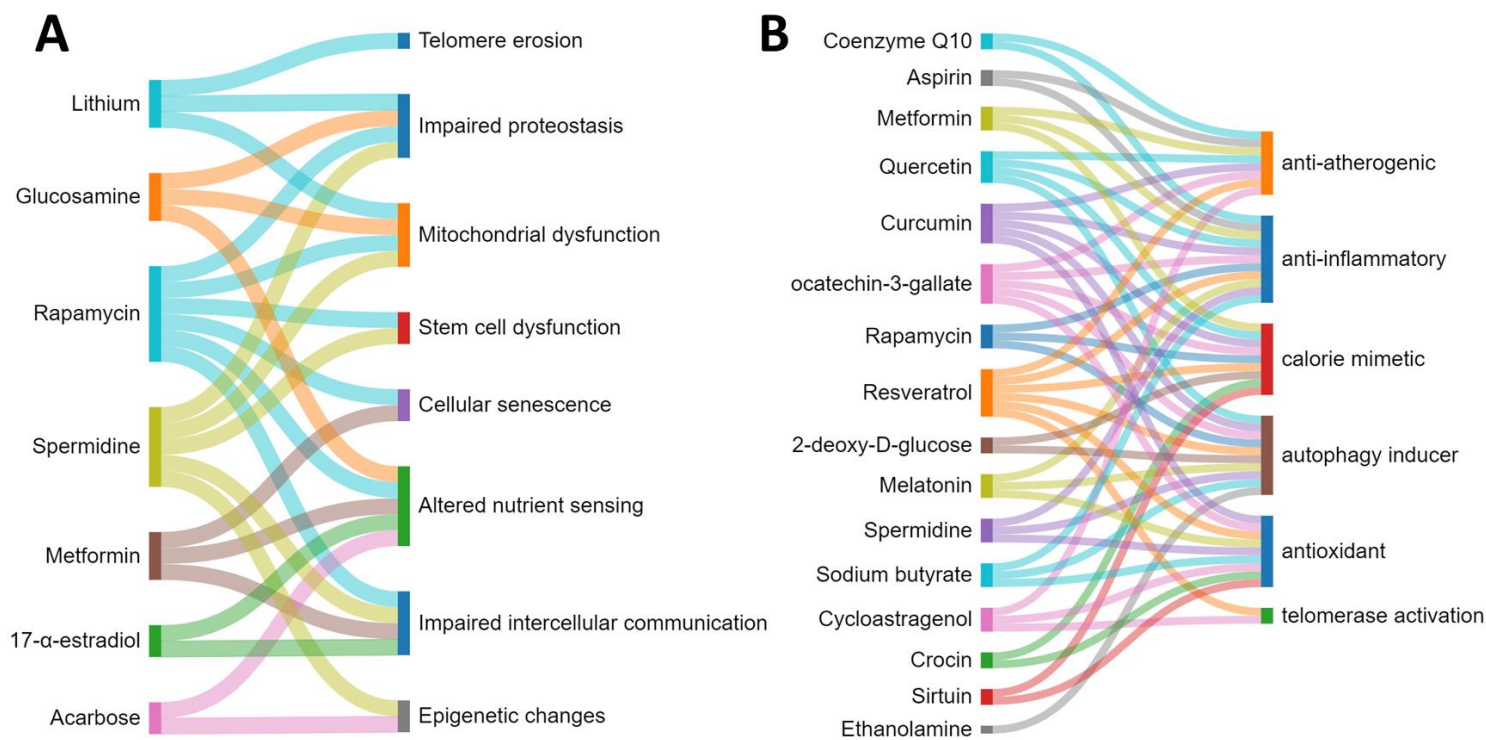 A
Lithium
Glucosamine
Rapamycin
Spermidine
Metformin
17-α-estradiol
Acarbose
Telomere erosion
Impaired proteostasis
Mitochondrial dysfunction
Stem cell dysfunction
Cellular senescence
Altered nutrient sensing
Impaired intercellular communication
Epigenetic changes
B
Coenzyme Q10
Aspirin
Metformin
Quercetin
Curcumin
ocatechin-3-gallate
Rapamycin
Resveratrol
2-deoxy-D-glucose
Melatonin
Spermidine
Sodium butyrate
Cycloastragenol
Crocin
Sirtuin
Ethanolamine
anti-atherogenic
anti-inflammatory
calorie mimetic
autophagy inducer
antioxidant
telomerase activation